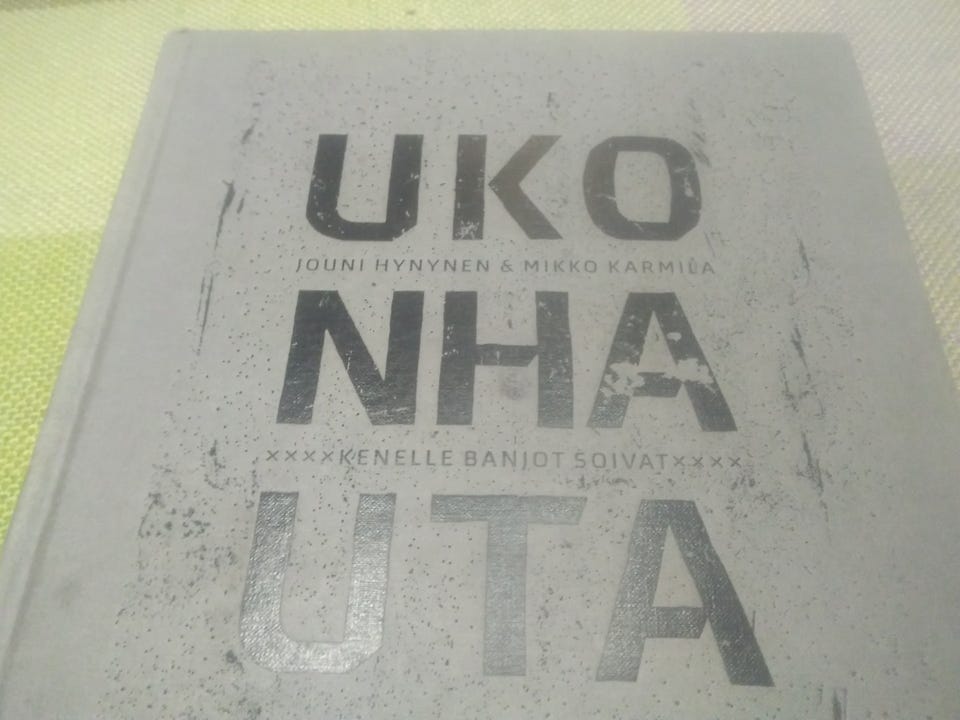 UKO
JOUNI HYNYNEN & MIKKO KARMILA
NHA
××××KENELLE BANJOT SOIVAT××××
UTA